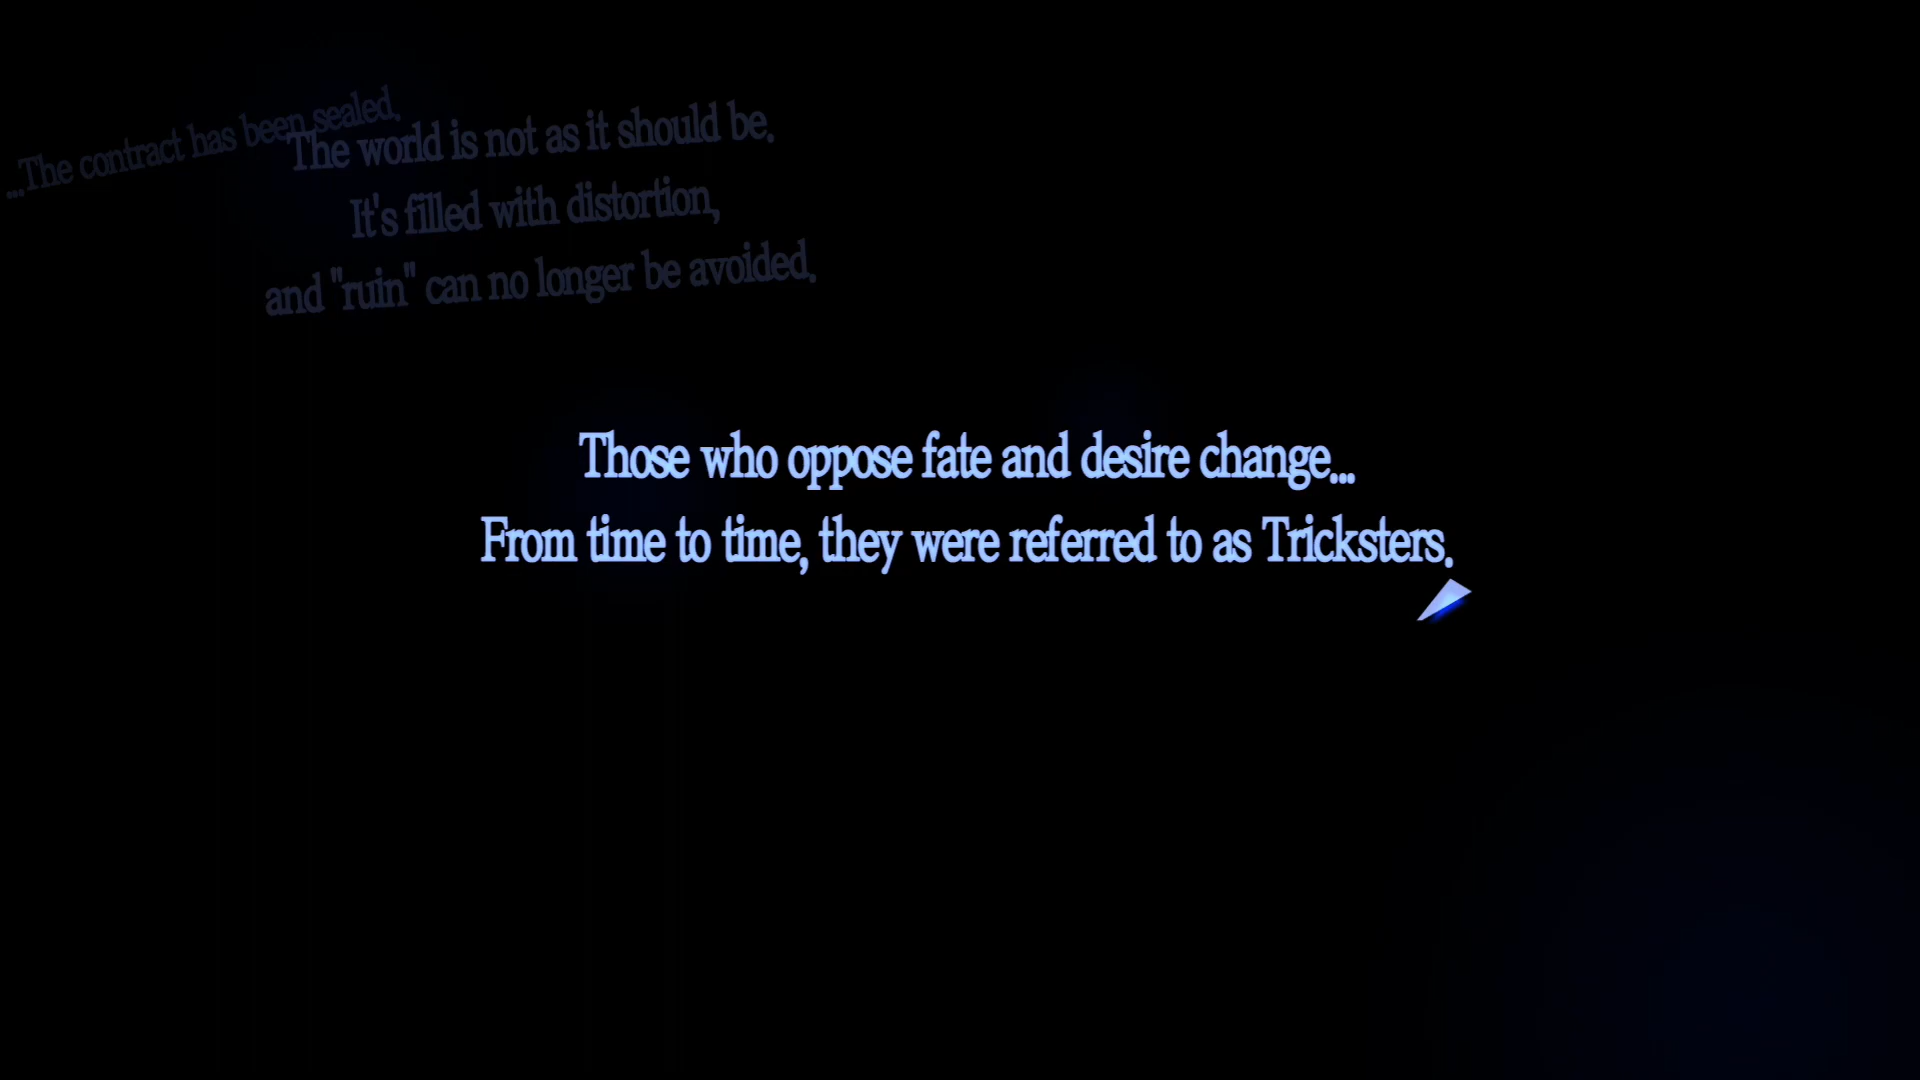 ...The contract has been sealed.
The world is not as it should be.
It's filled with distortion,
and "ruin" can no longer be avoided.
Those who oppose fate and desire change...
From time to time, they were referred to as Tricksters.